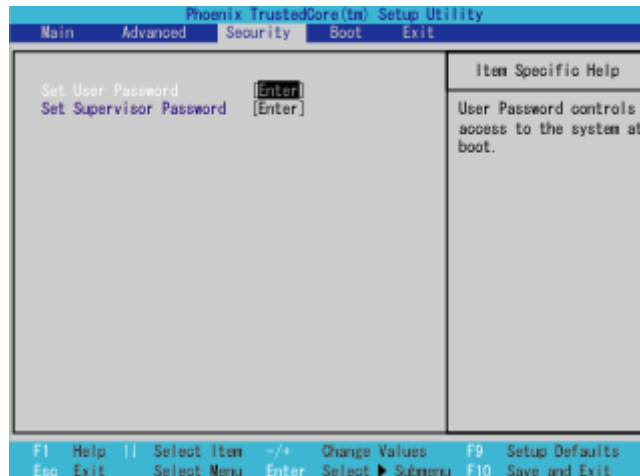 Phoenix TrustedCore(tm) Setup Utility
Main Advanced Security Boot Exit
Item Specific Help
Set User Password [Enter]
Set Supervisor Password [Enter]
User Password controls
access to the system at
boot.
F1 Help ↑↓ Select Item -/+ Change Values F9 Setup Defaults
Esc Exit Select Menu Enter Select ▶ Submenu F10 Save and Exit